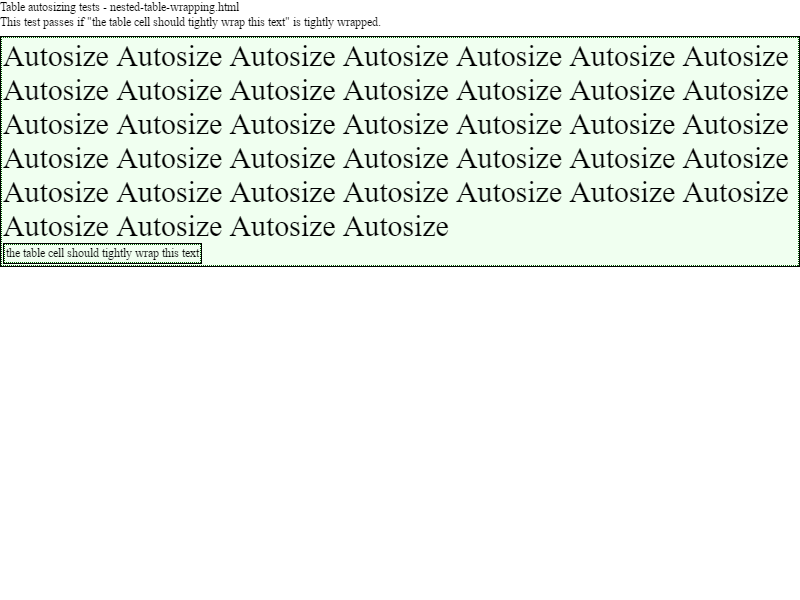 Table autosizing tests - nested-table-wrapping.html
This test passes if "the table cell should tightly wrap this text" is tightly wrapped.
Autosize Autosize Autosize Autosize Autosize Autosize Autosize
Autosize Autosize Autosize Autosize Autosize Autosize Autosize
Autosize Autosize Autosize Autosize Autosize Autosize Autosize
Autosize Autosize Autosize Autosize Autosize Autosize Autosize
Autosize Autosize Autosize Autosize Autosize Autosize Autosize
Autosize Autosize Autosize Autosize
the table cell should tightly wrap this text